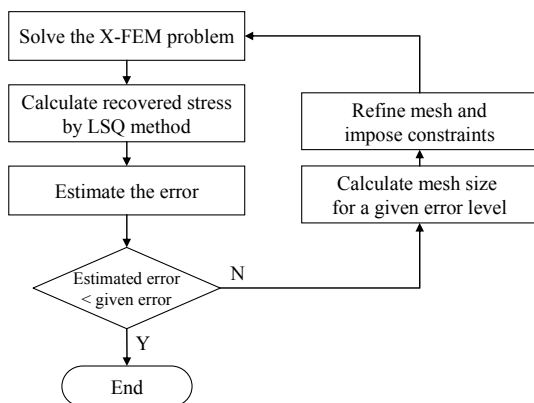 Solve the X-FEM problem
Calculate recovered stress
by LSQ method
Estimate the error
Estimated error
< given error
N
Y
End
Refine mesh and
impose constraints
Calculate mesh size
for a given error level